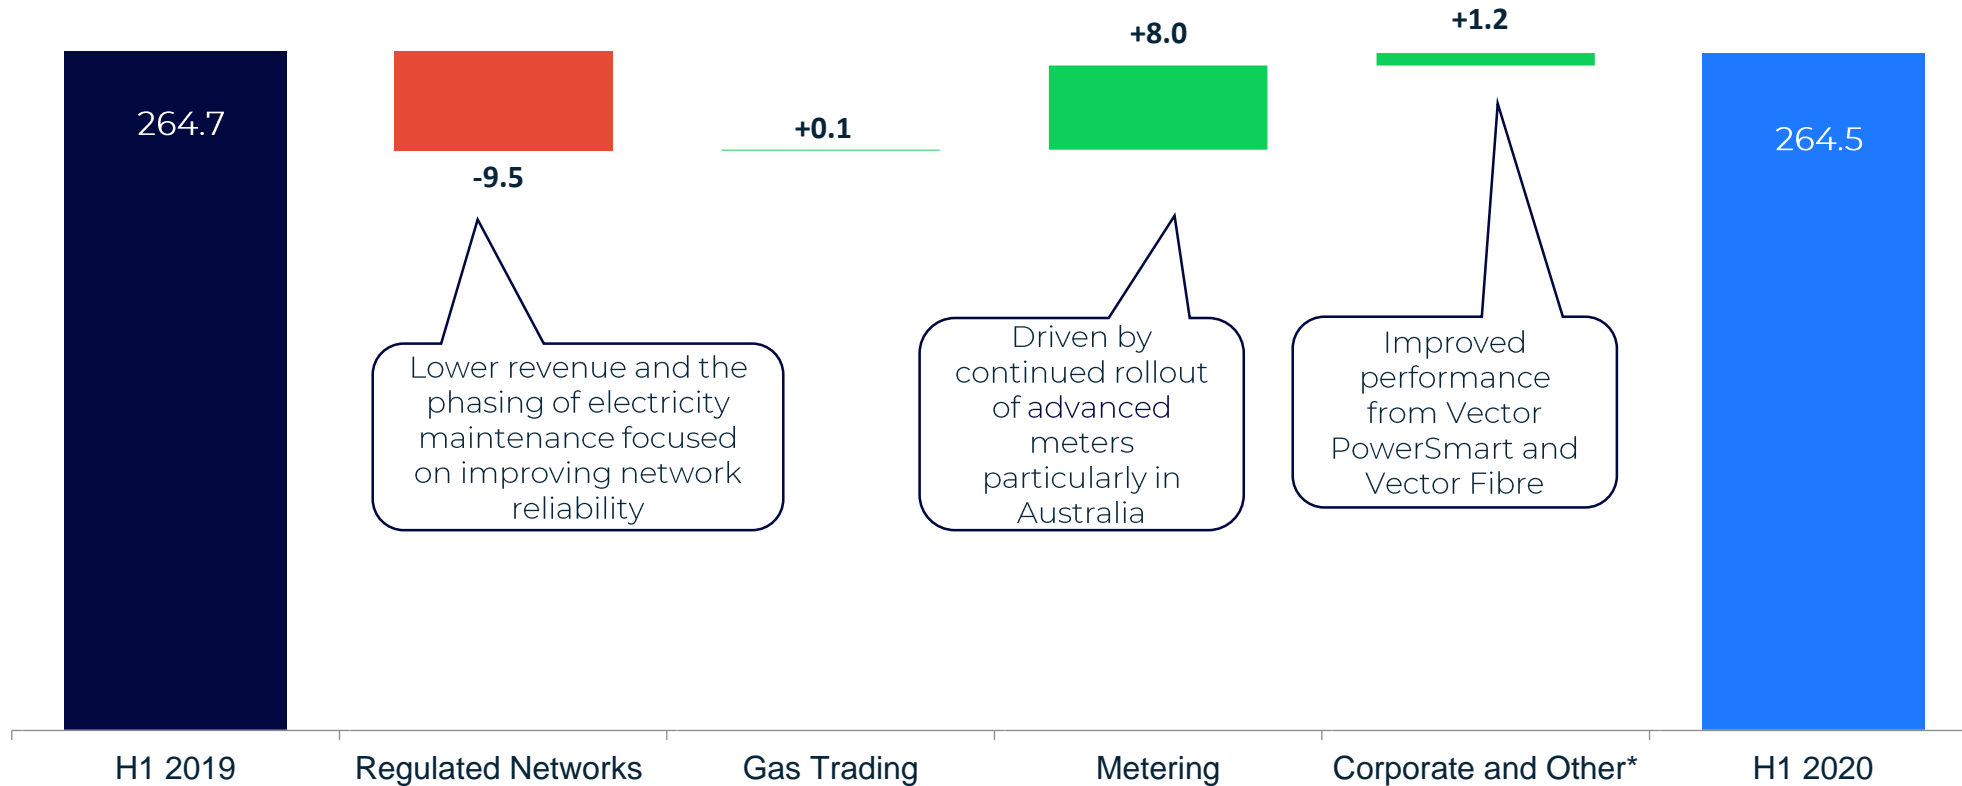 264.7
-9.5
+0.1
+8.0
+1.2
264.5
Lower revenue and the
phasing of electricity
maintenance focused
on improving network
reliability
Driven by
continued rollout
of advanced
meters
particularly in
Australia
Improved
performance
from Vector
PowerSmart and
Vector Fibre
H1 2019
Regulated Networks
Gas Trading
Metering
Corporate and Other*
H1 2020